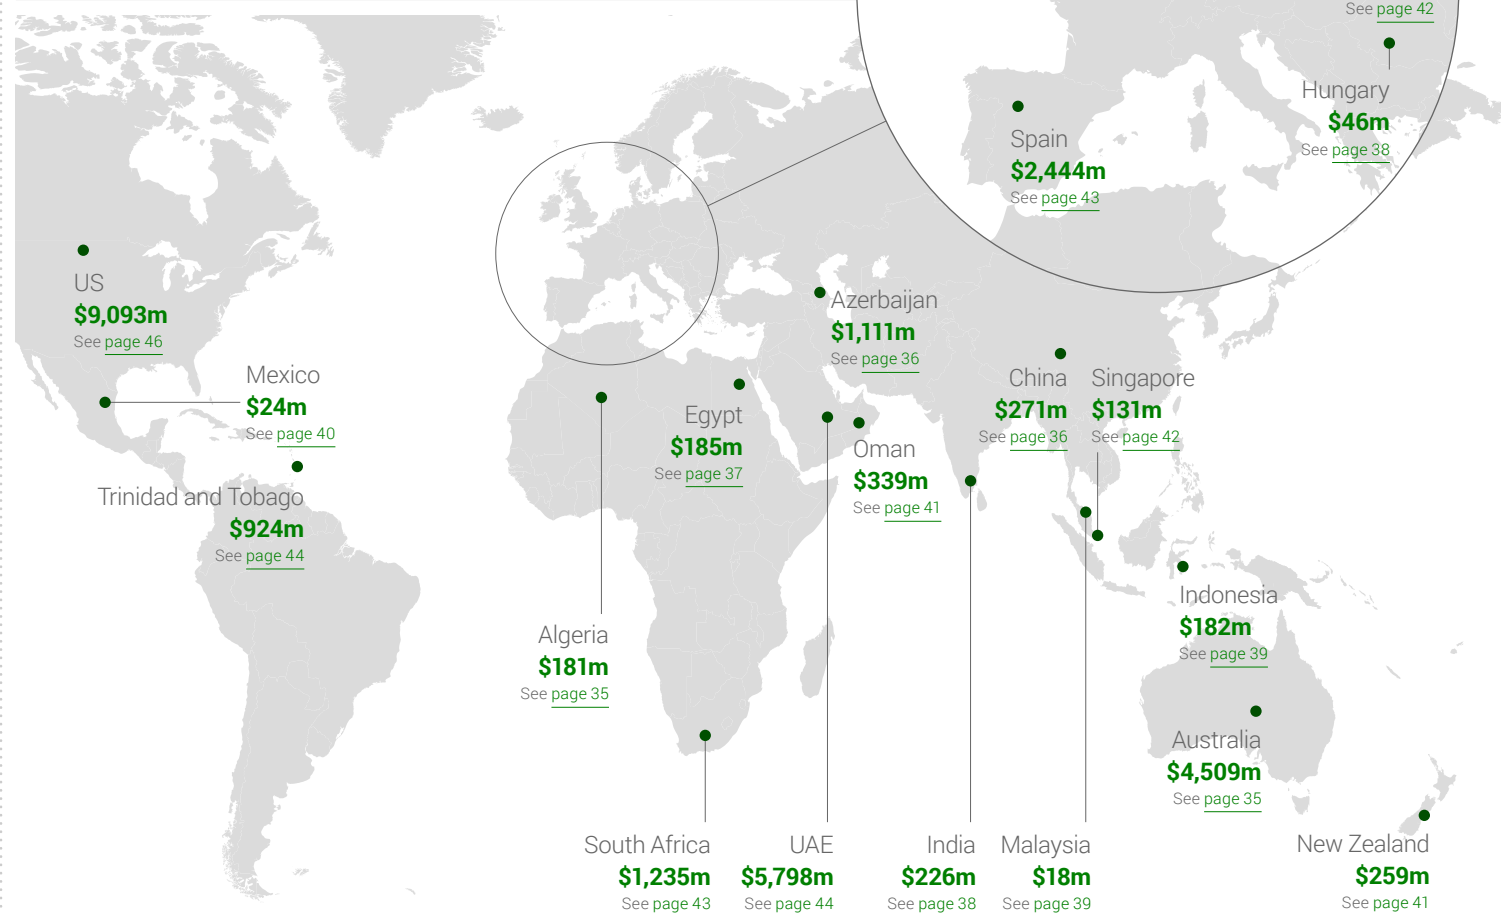 See page 42
Hungary
$46m
See page 38
Spain
$2,444m
See page 43
US
$9,093m
See page 46
Mexico
$24m
See page 40
Trinidad and Tobago
$924m
See page 44
Azerbaijan
$1,111m
See page 36
Egypt
$185m
See page 37
Oman
$339m
See page 41
China
$271m
See page 36
Singapore
$131m
See page 42
Indonesia
$182m
See page 39
Algeria
$181m
See page 35
Australia
$4,509m
See page 35
South Africa
$1,235m
See page 43
UAE
$5,798m
See page 44
India
$226m
See page 38
Malaysia
$18m
See page 39
New Zealand
$259m
See page 41